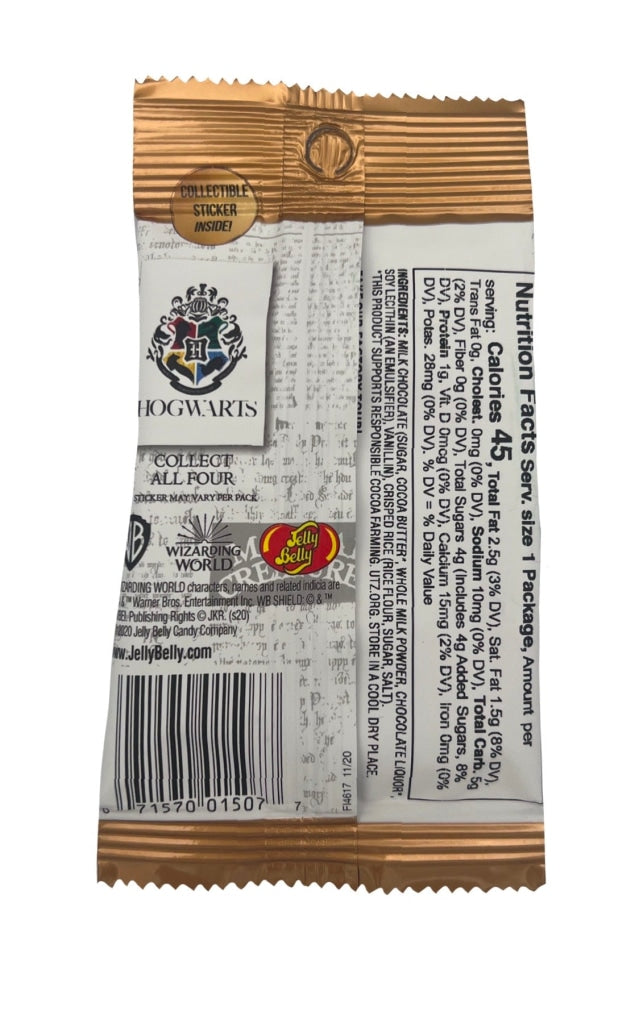 COLLECTIBLE
STICKER
INSIDE!
HOGWARTS
COLLECT
ALL FOUR
STICKER MAY VARY PER PACK
WB
WIZARDING
WORLD
Jelly
Belly
characters, names and related indicia are
& ™ Warner Bros. Entertainment Inc. WB SHIELD: © & ™
Publishing Rights © JKR. (s20)
2020 Jelly Belly Candy Company
www.JellyBelly.com
71570 01507 7
FI4617 11/20
Nutrition Facts Serv. size 1 Package, Amount per
serving: Calories 45, Total Fat 2.5g (3% DV), Sat. Fat 1.5g (8% DV),
Trans Fat 0g, Cholest. 0mg (0% DV), Sodium 10mg (0% DV), Total Carb. 5g
(2% DV), Fiber 0g (0% DV), Total Sugars 4g (Includes 4g Added Sugars, 8%
DV), Protein 1g, Vit. D 0mcg (0% DV), Calcium 15mg (2% DV), Iron 0mg (0%
DV), Potas. 28mg (0% DV). % DV = % Daily Value
INGREDIENTS: MILK CHOCOLATE (SUGAR, COCOA BUTTER*, WHOLE MILK POWDER, CHOCOLATE LIQUOR*,
SOY LECITHIN (AN EMULSIFIER), VANILLIN), CRISPED RICE (RICE FLOUR, SUGAR, SALT).
*THIS PRODUCT SUPPORTS RESPONSIBLE COCOA FARMING. UTZ.ORG. STORE IN A COOL DRY PLACE.